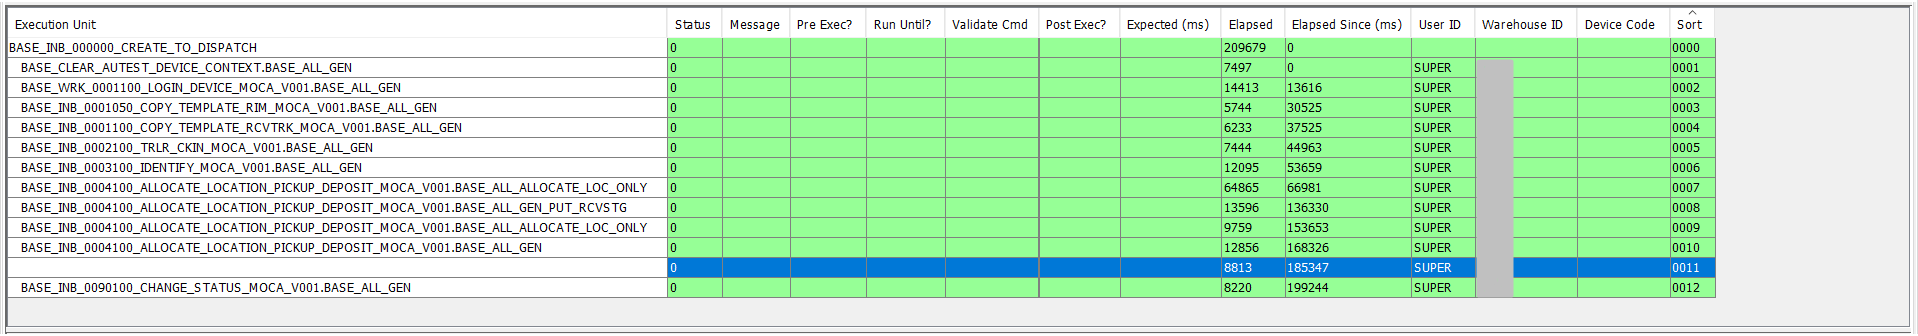 Execution Unit Status Message Pre Exec? Run Until? Validate Cmd Post Exec? Expected (ms) Elapsed Elapsed Since (ms) User ID Warehouse ID Device Code Sort
BASE_INB_000000_CREATE_TO_DISPATCH 0 209679 0 0000
BASE_CLEAR_AUTEST_DEVICE_CONTEXT.BASE_ALL_GEN 0 7497 0 SUPER 0001
BASE_WRK_0001100_LOGIN_DEVICE_MOCA_V001.BASE_ALL_GEN 0 14413 13616 SUPER 0002
BASE_INB_0001050_COPY_TEMPLATE_RIM_MOCA_V001.BASE_ALL_GEN 0 5744 30525 SUPER 0003
BASE_INB_0001100_COPY_TEMPLATE_RCVTRK_MOCA_V001.BASE_ALL_GEN 0 6233 37525 SUPER 0004
BASE_INB_0002100_TRLR_CKIN_MOCA_V001.BASE_ALL_GEN 0 7444 44963 SUPER 0005
BASE_INB_0003100_IDENTIFY_MOCA_V001.BASE_ALL_GEN 0 12095 53659 SUPER 0006
BASE_INB_0004100_ALLOCATE_LOCATION_PICKUP_DEPOSIT_MOCA_V001.BASE_ALL_ALLOCATE_LOC_ONLY 0 64865 66981 SUPER 0007
BASE_INB_0004100_ALLOCATE_LOCATION_PICKUP_DEPOSIT_MOCA_V001.BASE_ALL_GEN_PUT_RCVSTG 0 13596 136330 SUPER 0008
BASE_INB_0004100_ALLOCATE_LOCATION_PICKUP_DEPOSIT_MOCA_V001.BASE_ALL_ALLOCATE_LOC_ONLY 0 9759 153653 SUPER 0009
BASE_INB_0004100_ALLOCATE_LOCATION_PICKUP_DEPOSIT_MOCA_V001.BASE_ALL_GEN 0 12856 168326 SUPER 0010
0 8813 185347 SUPER 0011
BASE_INB_0090100_CHANGE_STATUS_MOCA_V001.BASE_ALL_GEN 0 8220 199244 SUPER 0012